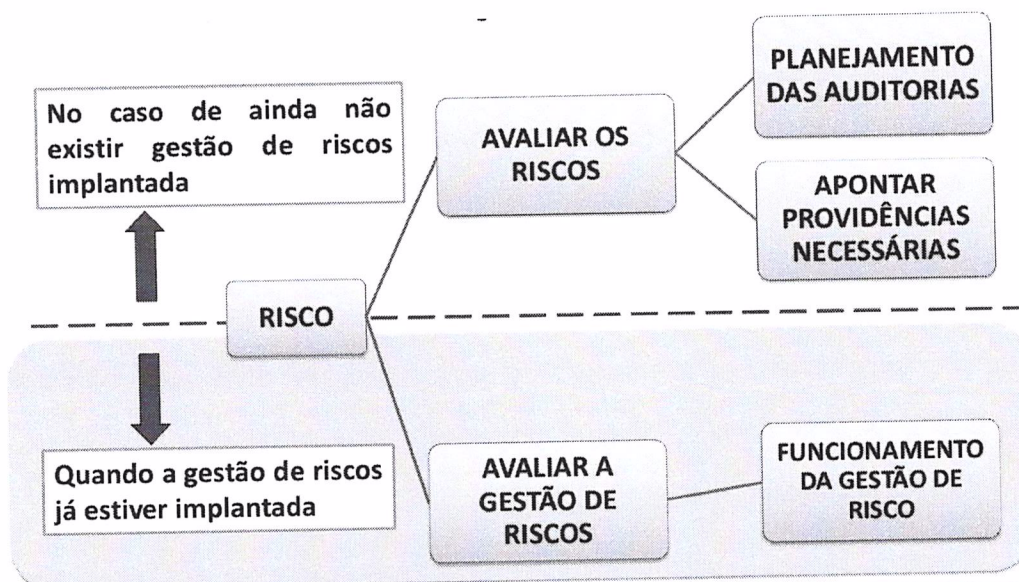 No caso de ainda não
existir gestão de riscos
implantada
AVALIAR OS
RISCOS
PLANEJAMENTO
DAS AUDITORIAS
APONTAR
PROVIDÊNCIAS
NECESSÁRIAS
RISCO
Quando a gestão de riscos
já estiver implantada
AVALIAR A
GESTÃO DE
RISCOS
FUNCIONAMENTO
DA GESTÃO DE
RISCO